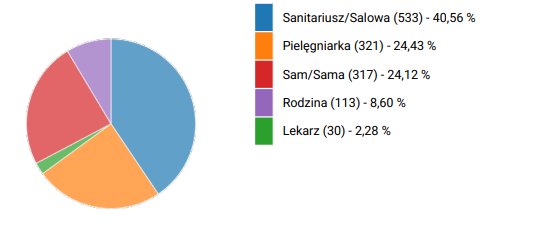 Sanitariusz/Salowa (533) - 40,56 %
Pielęgniarka (321) - 24,43 %
Sam/Sama (317) - 24,12 %
Rodzina (113) - 8,60 %
Lekarz (30) - 2,28 %